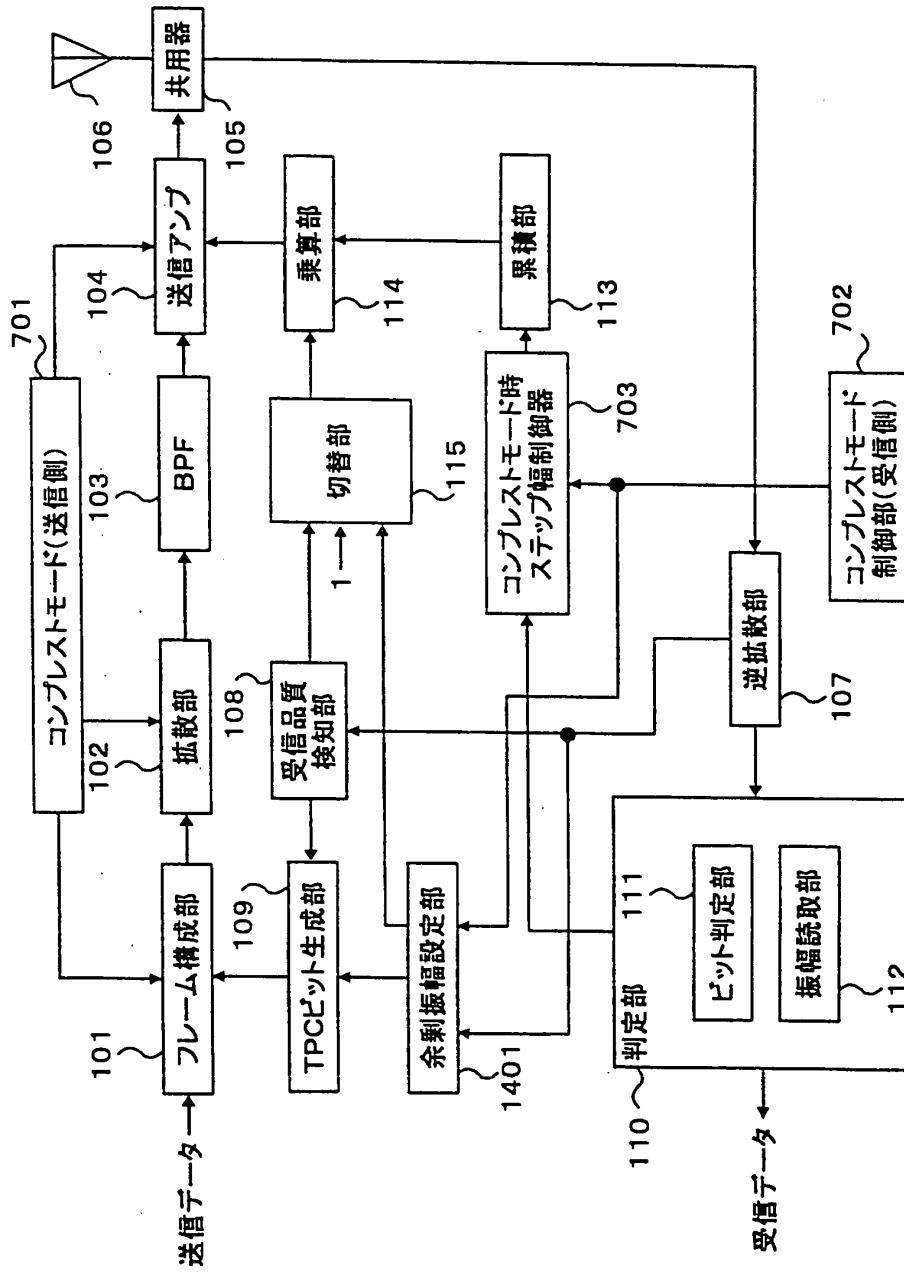 コンプレストモード(送信側)
701
送信データ
フレーム構成部
101
拡散部
102
BPF
103
送信アンプ
104
共用器
105
106
TPCビット生成部
109
受信品質
検知部
108
1
切替部
115
乗算部
114
余剰振幅設定部
1401
コンプレストモード時
ステップ幅制御器
703
累積部
113
受信データ
判定部
110
ビット判定部
111
振幅読取部
112
逆拡散部
107
コンプレストモード
制御部(受信側)
702